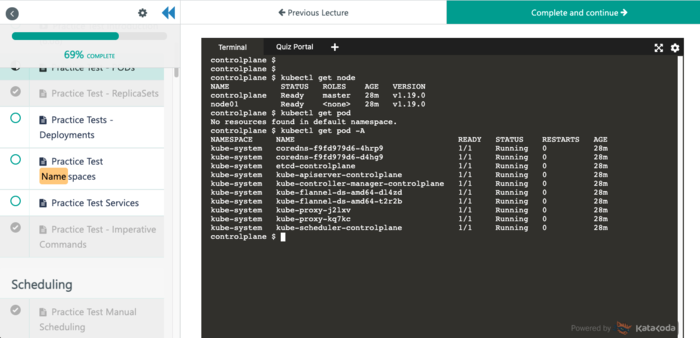 ← Previous Lecture
Complete and continue →
69% COMPLETE
Practice Test - PODs
Practice Test - ReplicaSets
Practice Tests -
Deployments
Practice Test
Namespaces
Practice Test Services
Practice Test - Imperative
Commands
Scheduling
Practice Test Manual
Scheduling
Terminal Quiz Portal +
controlplane $
controlplane $
controlplane $ kubectl get node
NAME STATUS ROLES AGE VERSION
controlplane Ready master 28m v1.19.0
node01 Ready <none> 28m v1.19.0
controlplane $ kubectl get pod
No resources found in default namespace.
controlplane $ kubectl get pod -A
NAMESPACE NAME READY STATUS RESTARTS AGE
kube-system coredns-f9fd979d6-4hrp9 1/1 Running 0 28m
kube-system coredns-f9fd979d6-d4hg9 1/1 Running 0 28m
kube-system etcd-controlplane 1/1 Running 0 28m
kube-system kube-apiserver-controlplane 1/1 Running 0 28m
kube-system kube-controller-manager-controlplane 1/1 Running 0 28m
kube-system kube-flannel-ds-amd64-dl4zd 1/1 Running 0 28m
kube-system kube-flannel-ds-amd64-t2r2b 1/1 Running 0 28m
kube-system kube-proxy-j2lxv 1/1 Running 0 28m
kube-system kube-proxy-kq7kc 1/1 Running 0 28m
kube-system kube-scheduler-controlplane 1/1 Running 0 28m
controlplane $
Powered by Katacoda